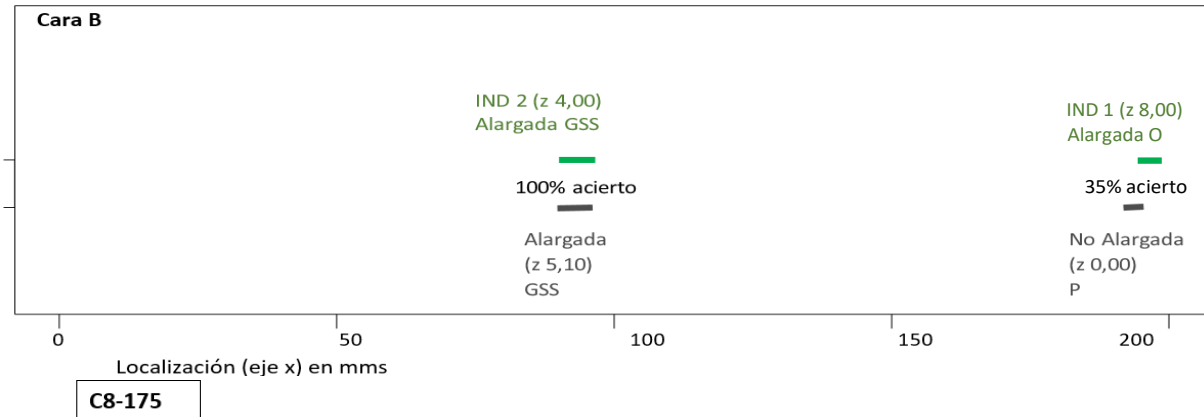 Cara B
IND 2 (z 4,00)
Alargada GSS
IND 1 (z 8,00)
Alargada O
100% acierto
35% acierto
Alargada
(z 5,10)
GSS
No Alargada
(z 0,00)
P
0
50
100
150
200
Localización (eje x) en mms
C8-175